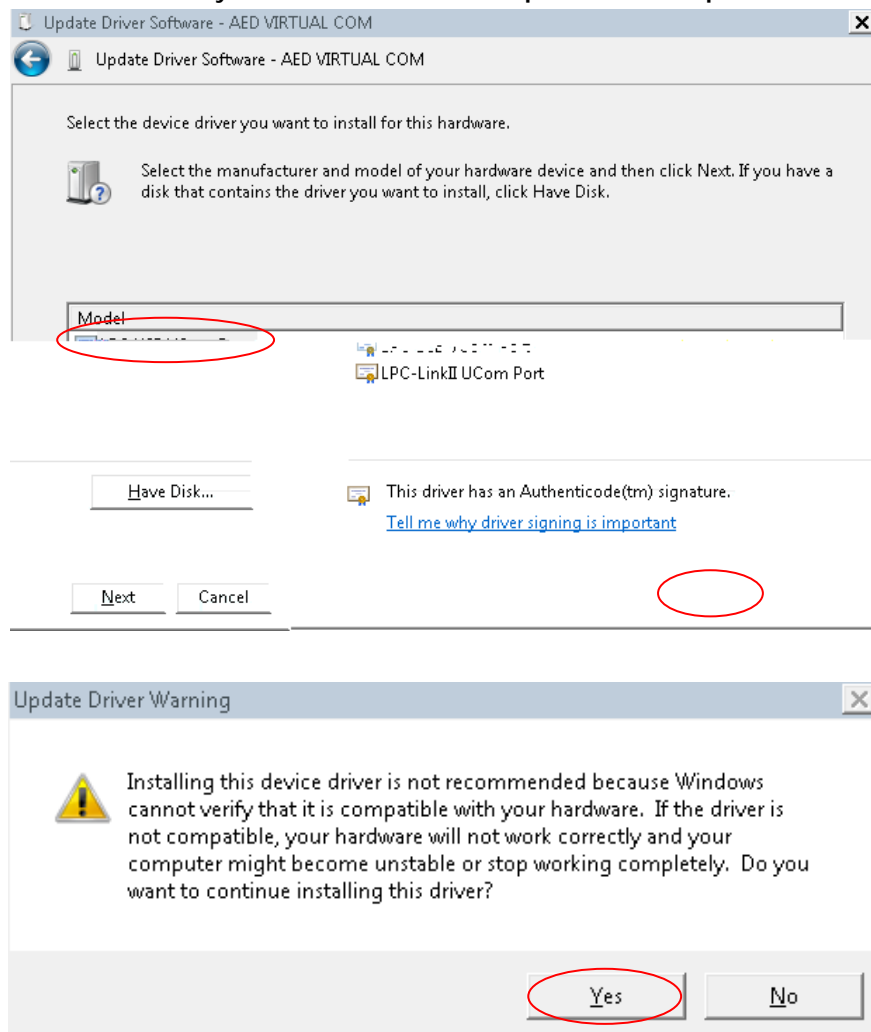 Update Driver Software - AED VIRTUAL COM
Update Driver Software - AED VIRTUAL COM
Select the device driver you want to install for this hardware.
Select the manufacturer and model of your hardware device and then click Next. If you have a
disk that contains the driver you want to install, click Have Disk.
Model
LPC-LinkII UCom Port
Have Disk...
This driver has an Authenticode(tm) signature.
Tell me why driver signing is important
Next Cancel
Update Driver Warning
Installing this device driver is not recommended because Windows
cannot verify that it is compatible with your hardware. If the driver is
not compatible, your hardware will not work correctly and your
computer might become unstable or stop working completely. Do you
want to continue installing this driver?
Yes No